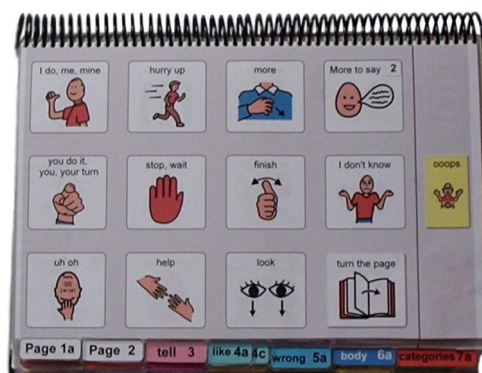 I do, me, mine
hurry up
more
More to say 2
you do it,
you, your turn
stop, wait
finish
I don't know
ooops
uh oh
help
look
turn the page
Page 1a
Page 2
tell 3
like 4a
4c
wrong 5a
body 6a
categories 7a